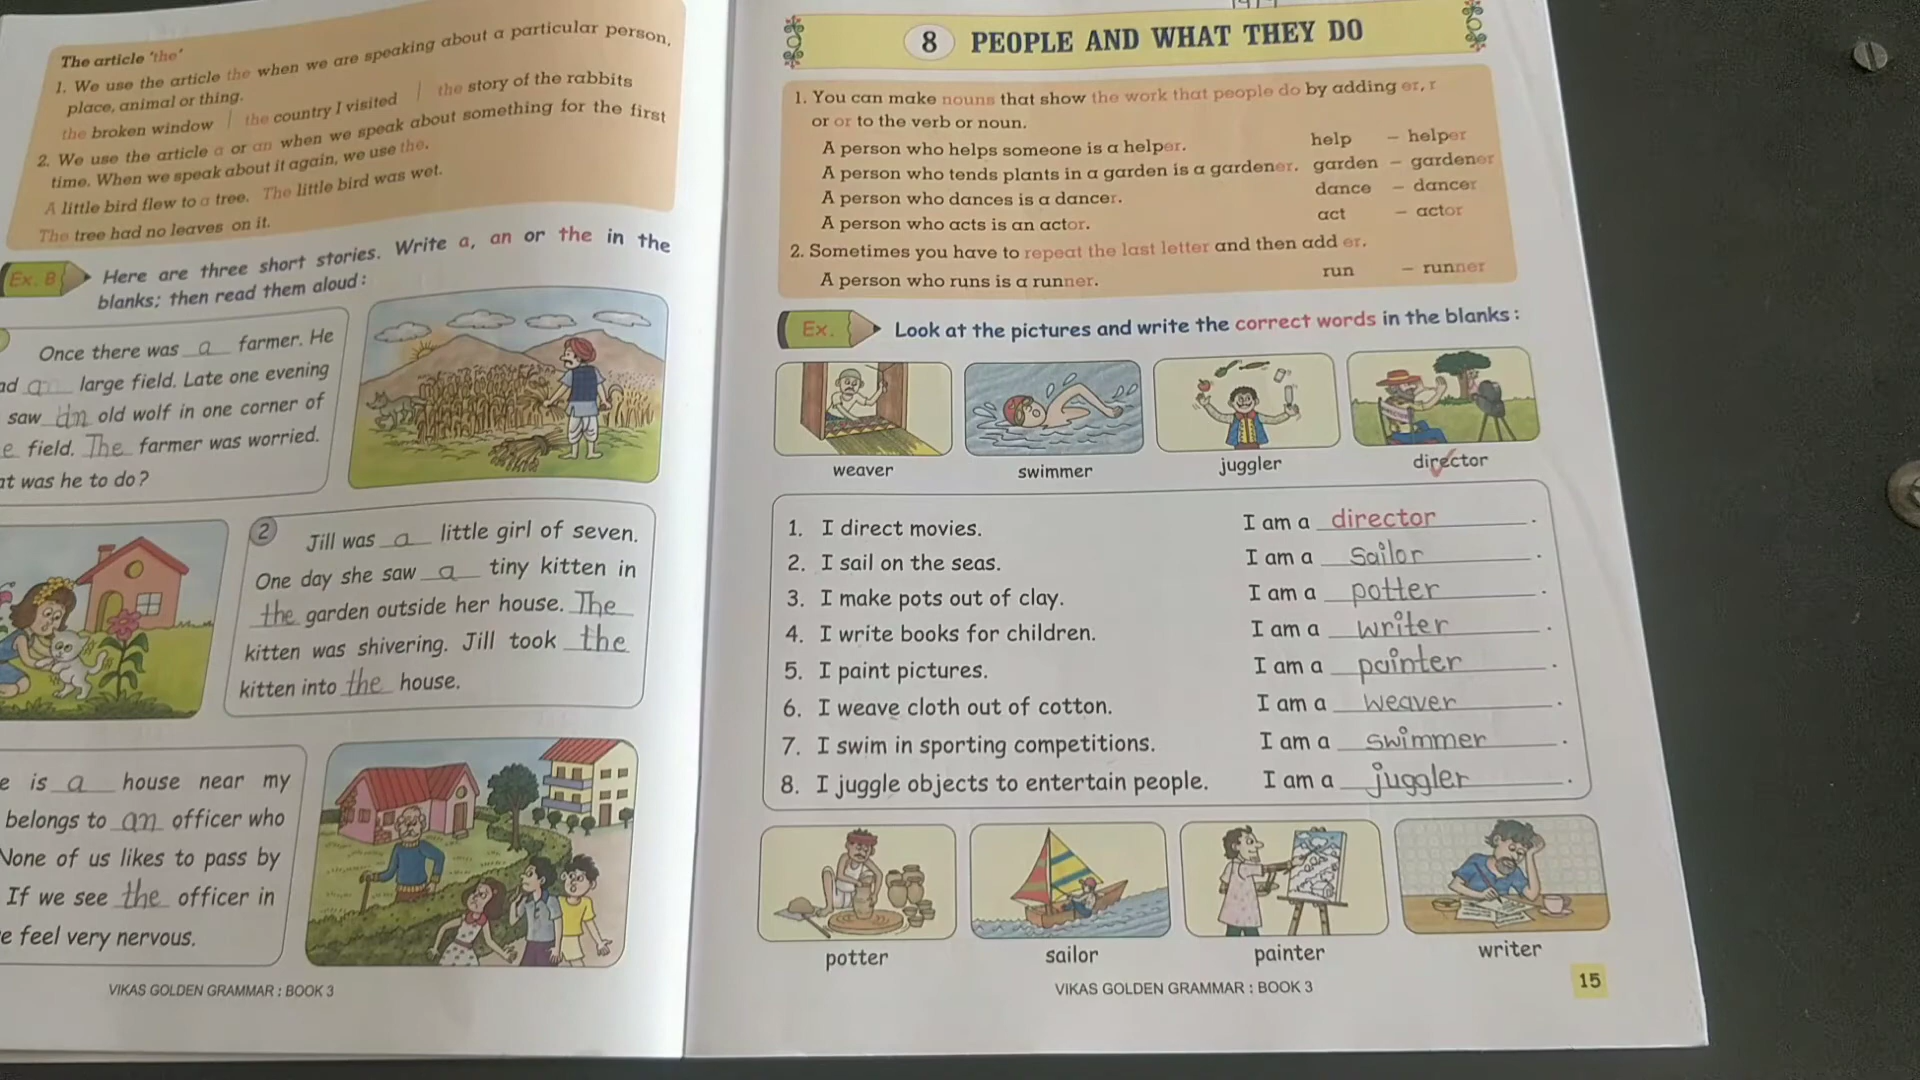 The article 'the'
1. We use the article the when we are speaking about a particular person,
place, animal or thing.
the broken window | the country I visited | the story of the rabbits
2. We use the article a or an when we speak about something for the first
time. When we speak about it again, we use the.
A little bird flew to a tree. The little bird was wet.
The tree had no leaves on it.
Ex. B Here are three short stories. Write a, an or the in the
blanks; then read them aloud:
Once there was a farmer. He
large field. Late one evening
saw an old wolf in one corner of
field. The farmer was worried.
was he to do?
2 Jill was a little girl of seven.
One day she saw a tiny kitten in
the garden outside her house. The
kitten was shivering. Jill took the
kitten into the house.
is a house near my
belongs to an officer who
None of us likes to pass by
If we see the officer in
feel very nervous.
VIKAS GOLDEN GRAMMAR : BOOK 3
8 PEOPLE AND WHAT THEY DO
1. You can make nouns that show the work that people do by adding er, r
or or to the verb or noun.
A person who helps someone is a helper. help – helper
A person who tends plants in a garden is a gardener. garden – gardener
A person who dances is a dancer. dance – dancer
A person who acts is an actor. act – actor
2. Sometimes you have to repeat the last letter and then add er.
A person who runs is a runner. run – runner
Ex. Look at the pictures and write the correct words in the blanks:
weaver swimmer juggler director
1. I direct movies. I am a director.
2. I sail on the seas. I am a sailor.
3. I make pots out of clay. I am a potter.
4. I write books for children. I am a writer.
5. I paint pictures. I am a painter.
6. I weave cloth out of cotton. I am a weaver.
7. I swim in sporting competitions. I am a swimmer.
8. I juggle objects to entertain people. I am a juggler.
potter sailor painter writer
VIKAS GOLDEN GRAMMAR : BOOK 3
15